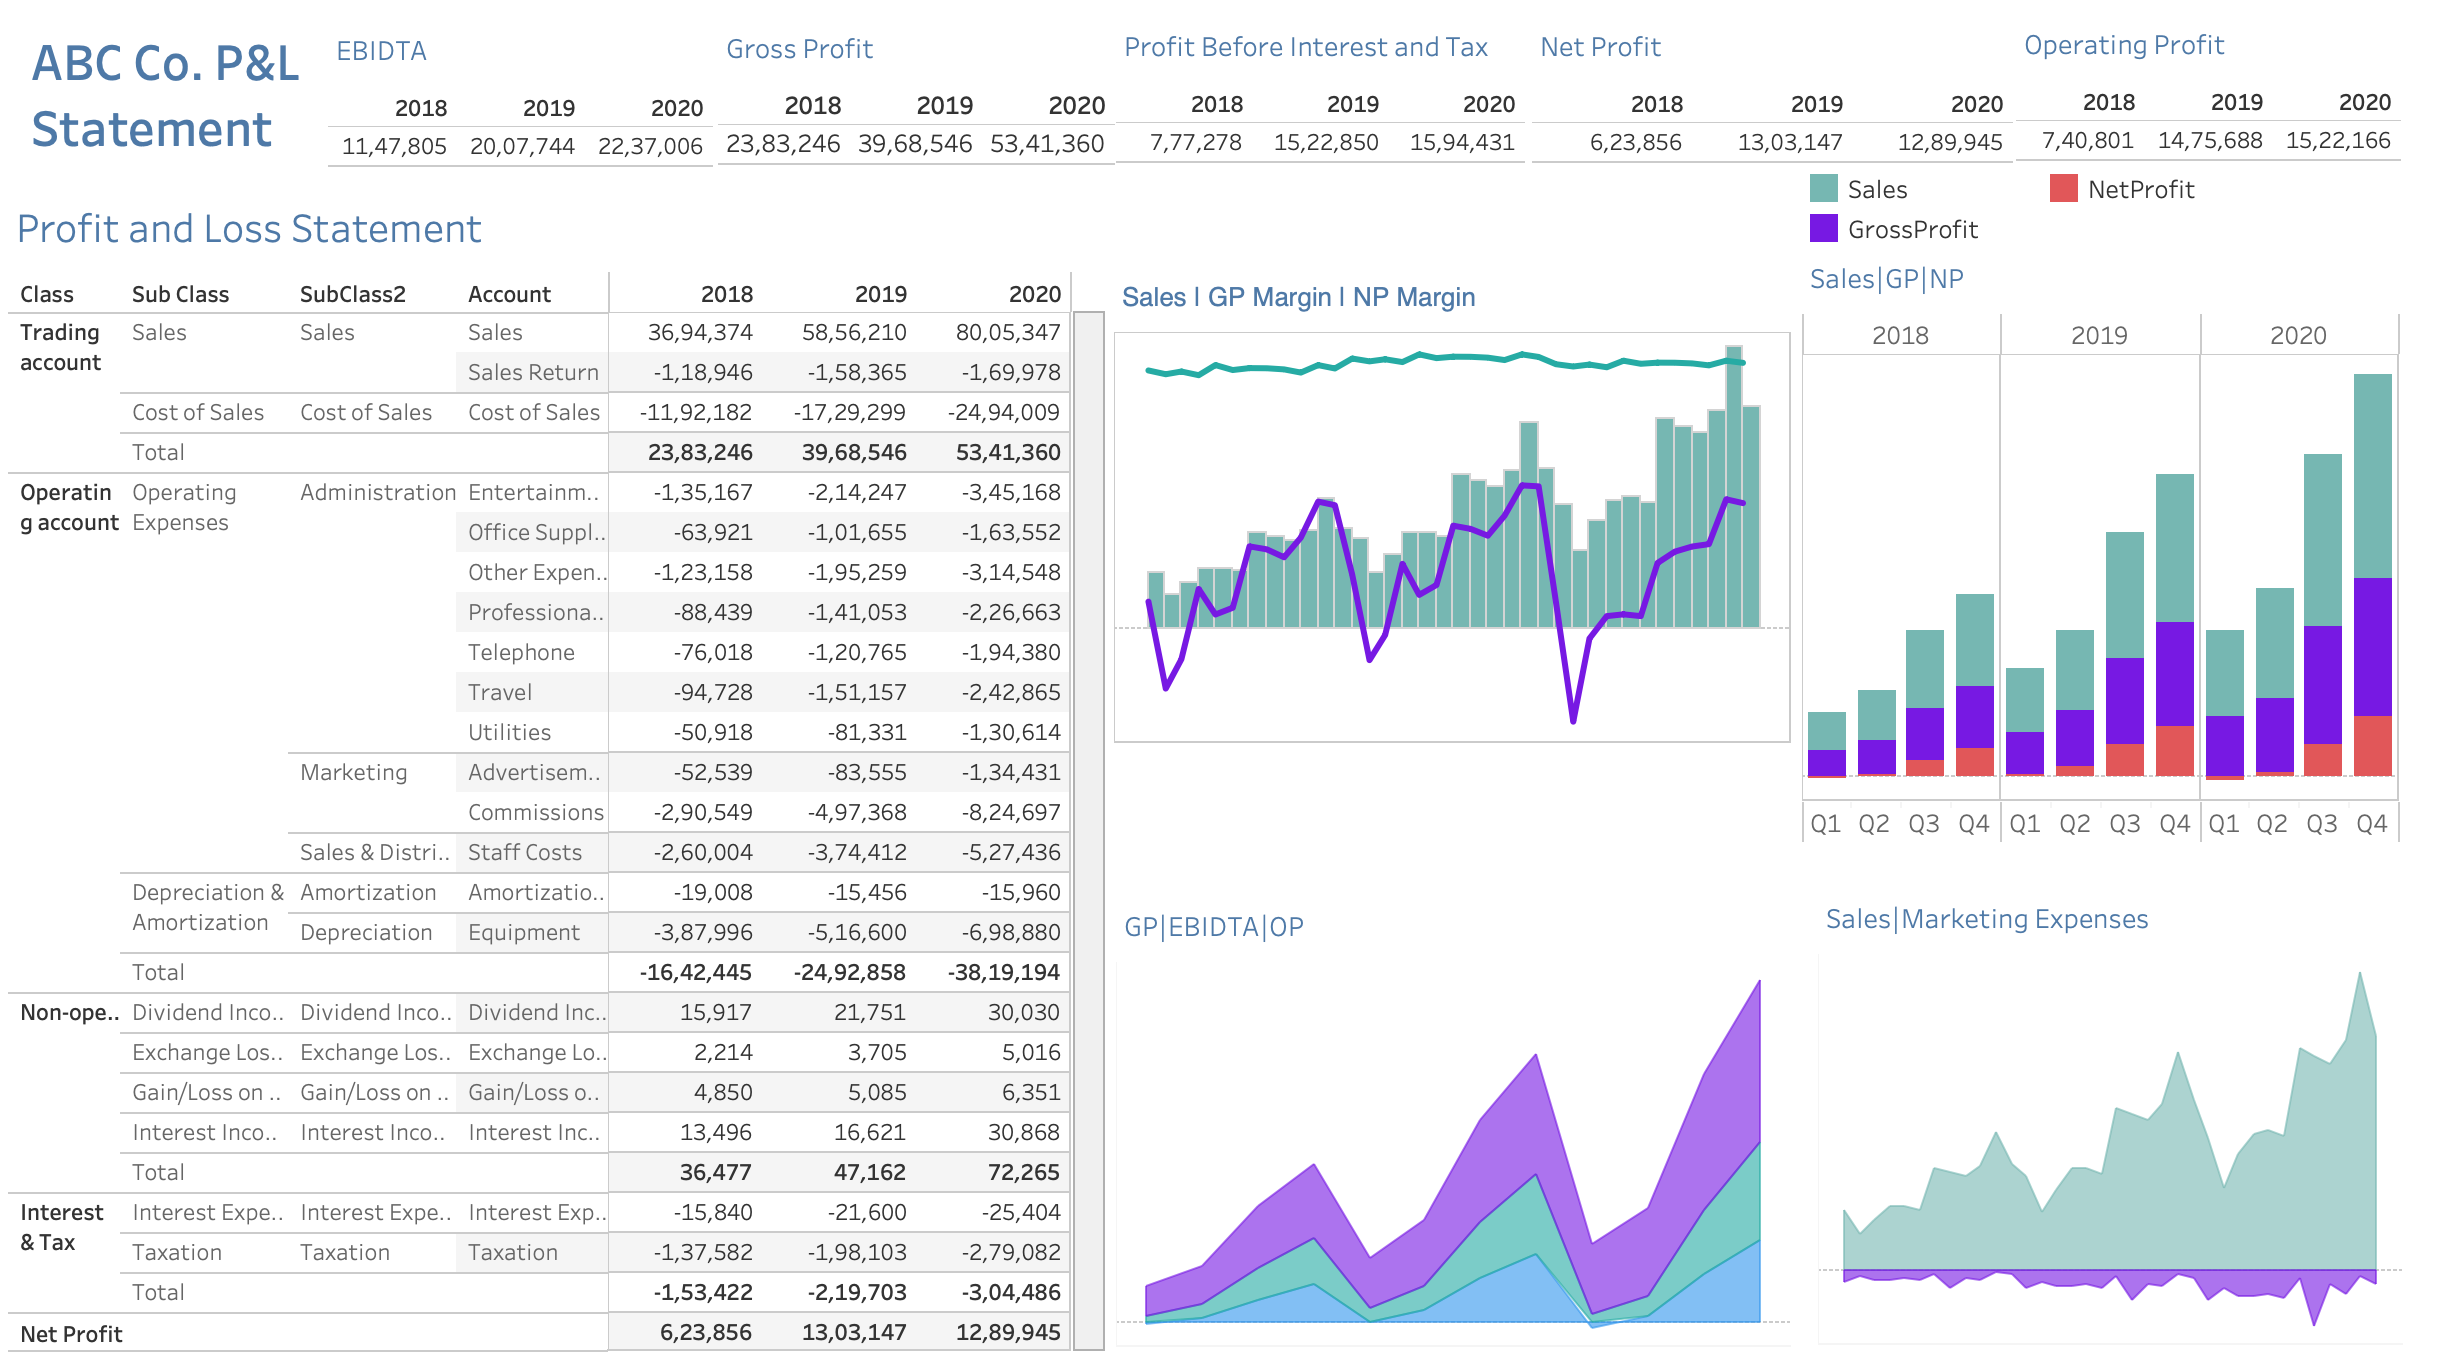 ABC Co. P&L
Statement
EBIDTA
2018 2019 2020
11,47,805 20,07,744 22,37,006
Gross Profit
2018 2019 2020
23,83,246 39,68,546 53,41,360
Profit Before Interest and Tax
2018 2019 2020
7,77,278 15,22,850 15,94,431
Net Profit
2018 2019 2020
6,23,856 13,03,147 12,89,945
Operating Profit
2018 2019 2020
7,40,801 14,75,688 15,22,166
Sales NetProfit
GrossProfit
Profit and Loss Statement
Class Sub Class SubClass2 Account 2018 2019 2020
Trading Sales Sales Sales 36,94,374 58,56,210 80,05,347
account
Sales Return -1,18,946 -1,58,365 -1,69,978
Cost of Sales Cost of Sales Cost of Sales -11,92,182 -17,29,299 -24,94,009
Total 23,83,246 39,68,546 53,41,360
Operatin Operating Administration Entertainm.. -1,35,167 -2,14,247 -3,45,168
g account Expenses
Office Suppl.. -63,921 -1,01,655 -1,63,552
Other Expen.. -1,23,158 -1,95,259 -3,14,548
Professiona.. -88,439 -1,41,053 -2,26,663
Telephone -76,018 -1,20,765 -1,94,380
Travel -94,728 -1,51,157 -2,42,865
Utilities -50,918 -81,331 -1,30,614
Marketing Advertisem.. -52,539 -83,555 -1,34,431
Commissions -2,90,549 -4,97,368 -8,24,697
Sales & Distri.. Staff Costs -2,60,004 -3,74,412 -5,27,436
Depreciation & Amortization Amortizatio.. -19,008 -15,456 -15,960
Amortization
Depreciation Equipment -3,87,996 -5,16,600 -6,98,880
Total -16,42,445 -24,92,858 -38,19,194
Non-ope.. Dividend Inco.. Dividend Inco.. Dividend Inc.. 15,917 21,751 30,030
Exchange Los.. Exchange Los.. Exchange Lo.. 2,214 3,705 5,016
Gain/Loss on .. Gain/Loss on .. Gain/Loss o.. 4,850 5,085 6,351
Interest Inco.. Interest Inco.. Interest Inc.. 13,496 16,621 30,868
Total 36,477 47,162 72,265
Interest Interest Expe.. Interest Expe.. Interest Exp.. -15,840 -21,600 -25,404
& Tax
Taxation Taxation Taxation -1,37,582 -1,98,103 -2,79,082
Total -1,53,422 -2,19,703 -3,04,486
Net Profit 6,23,856 13,03,147 12,89,945
Sales | GP Margin | NP Margin
Sales|GP|NP
2018 2019 2020
Q1 Q2 Q3 Q4 Q1 Q2 Q3 Q4 Q1 Q2 Q3 Q4
GP|EBIDTA|OP
Sales|Marketing Expenses